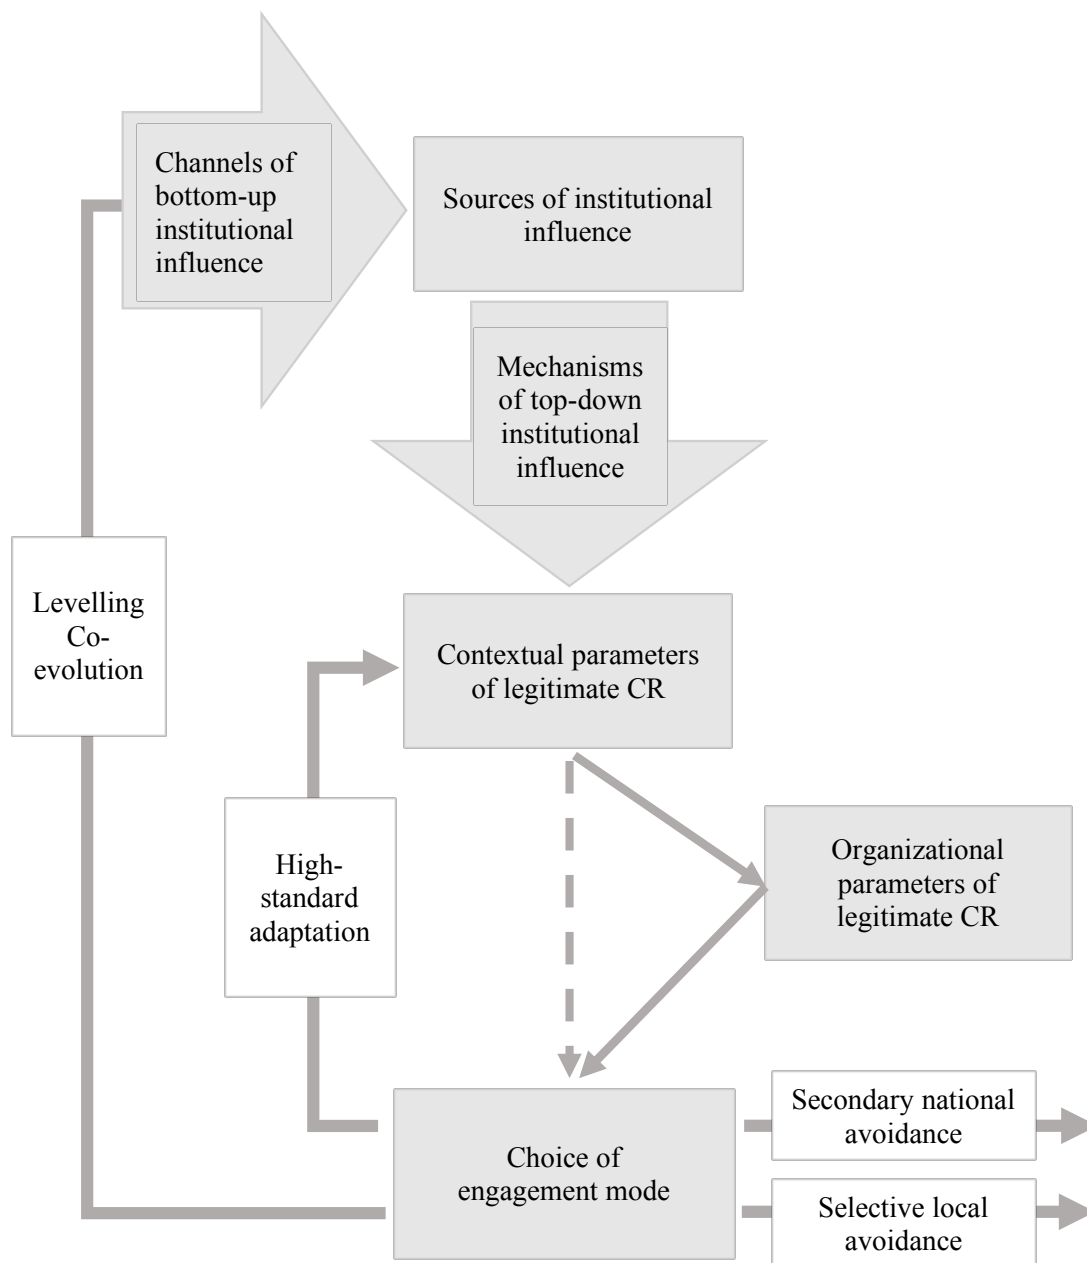 Channels of
bottom-up
institutional
influence
Sources of institutional
influence
Mechanisms
of top-down
institutional
influence
Levelling
Co-
evolution
Contextual parameters
of legitimate CR
High-
standard
adaptation
Organizational
parameters of
legitimate CR
Choice of
engagement mode
Secondary national
avoidance
Selective local
avoidance